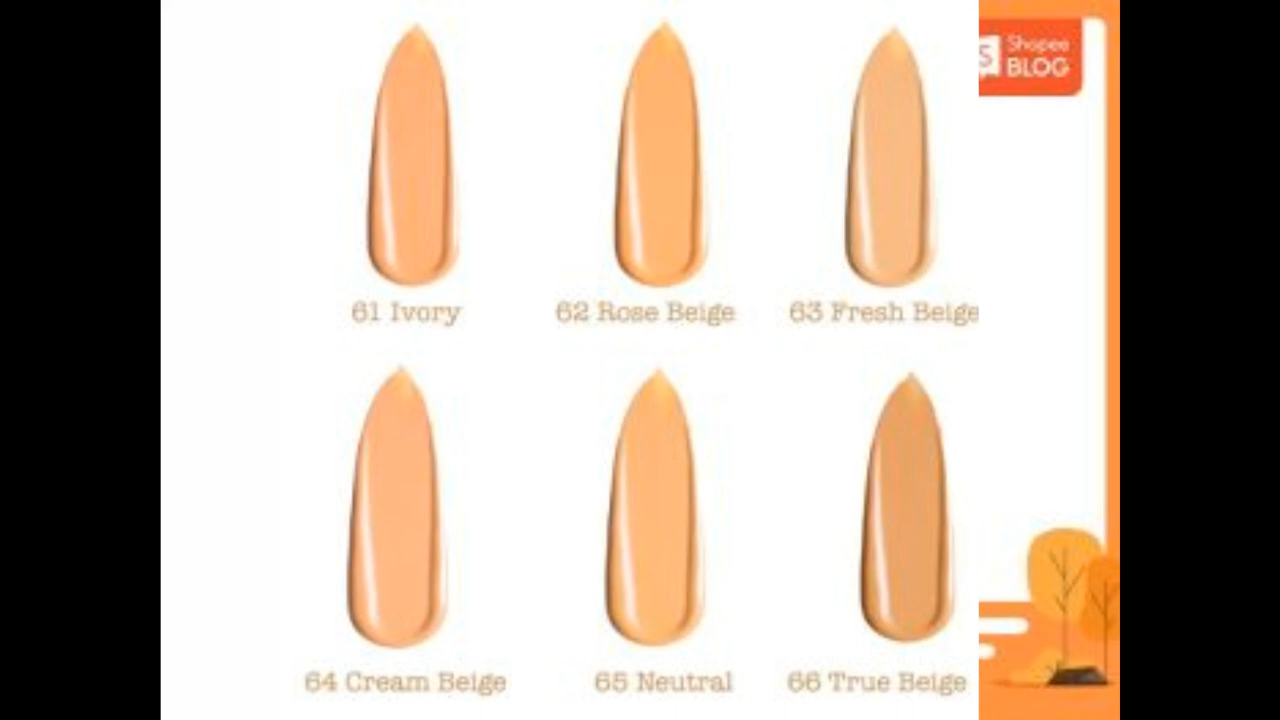 Shopee
BLOG
61 Ivory
62 Rose Beige
63 Fresh Beige
64 Cream Beige
65 Neutral
66 True Beige